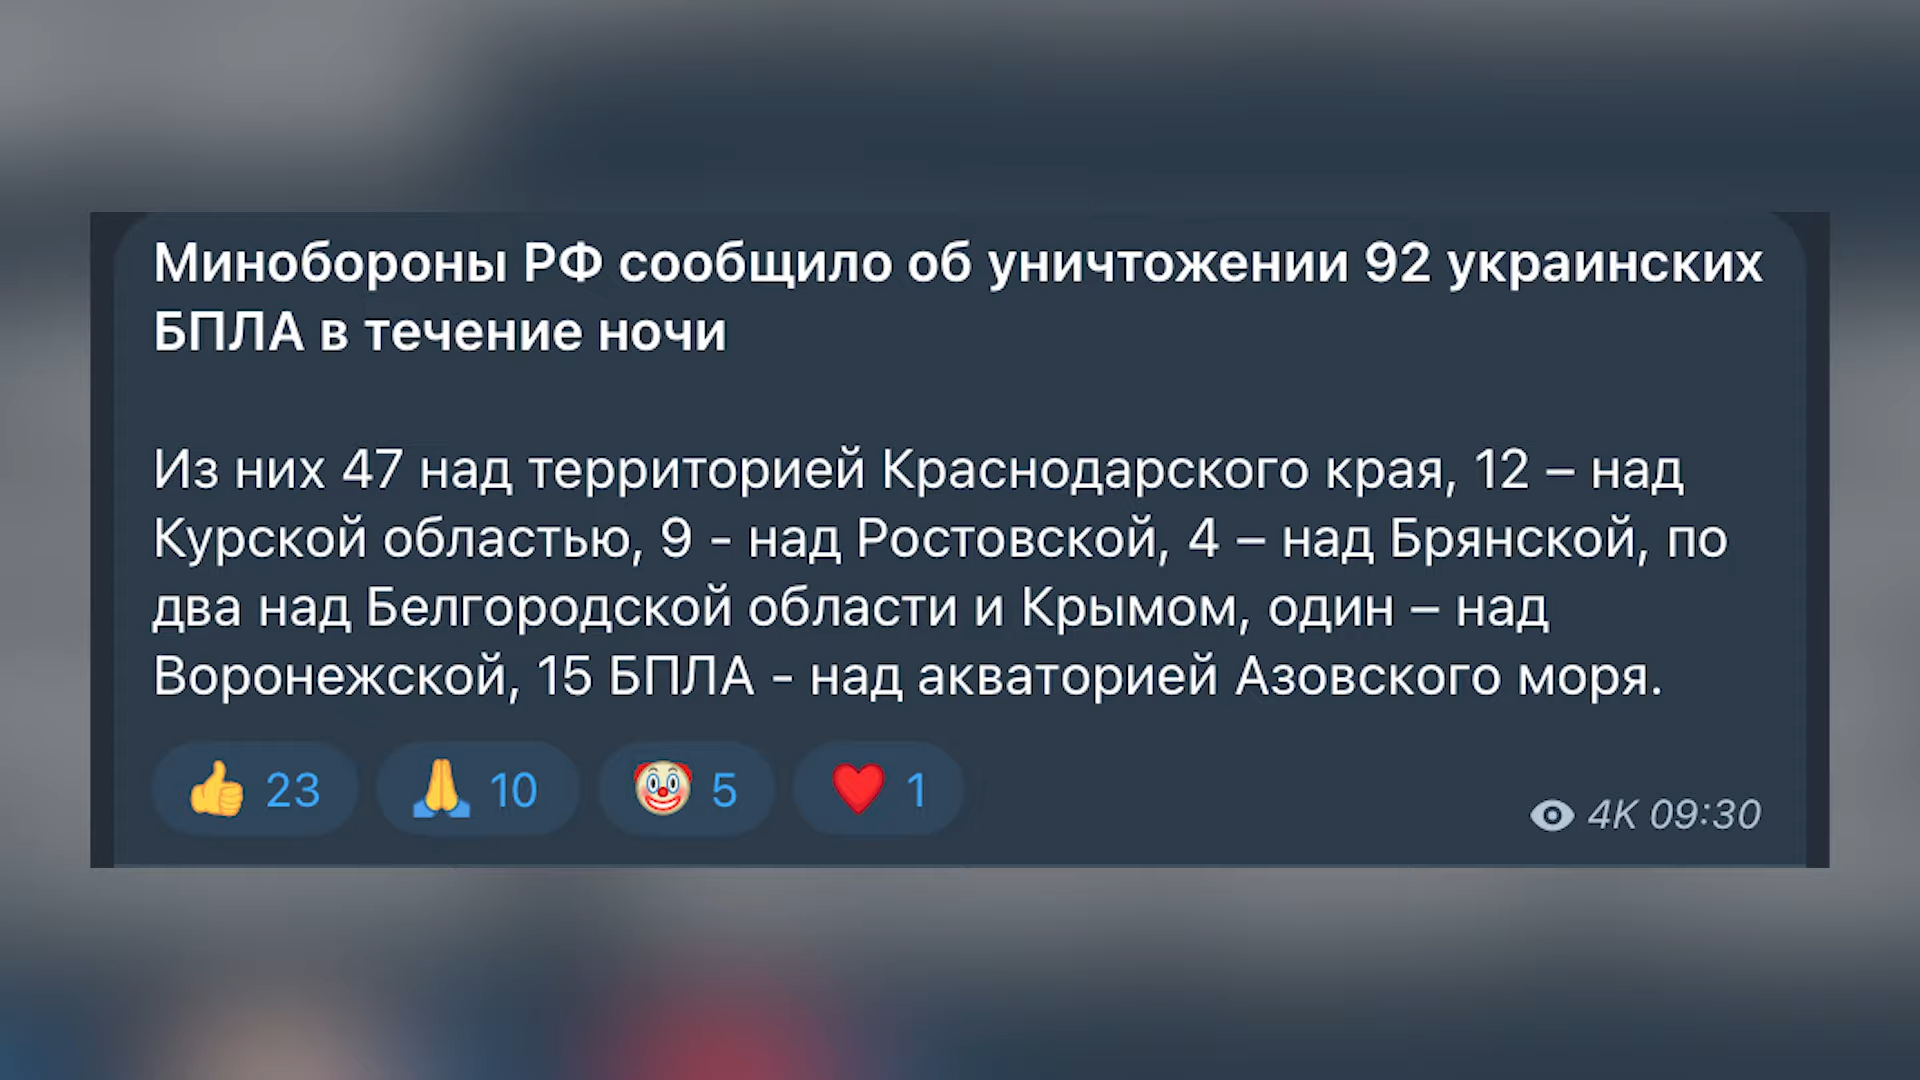 Минобороны РФ сообщило об уничтожении 92 украинских
БПЛА в течение ночи
Из них 47 над территорией Краснодарского края, 12 – над
Курской областью, 9 - над Ростовской, 4 – над Брянской, по
два над Белгородской области и Крымом, один – над
Воронежской, 15 БПЛА - над акваторией Азовского моря.
23 10 5 1
4K 09:30